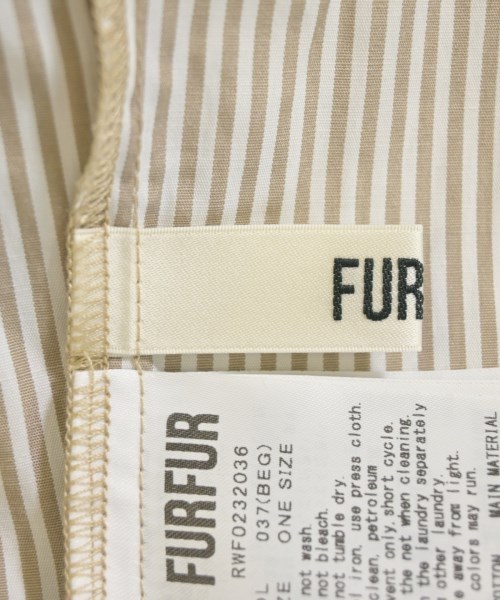 FUR
FURFUR
RWF0232036
037(BEG)
ONE SIZE
not wash.
not bleach.
not tumble dry.
iron, use press cloth.
clean, petroleum
vent only, short cycle.
the net when cleaning.
the laundry separately
other laundry.
away from light.
colors may run.
MAIN MATERIAL